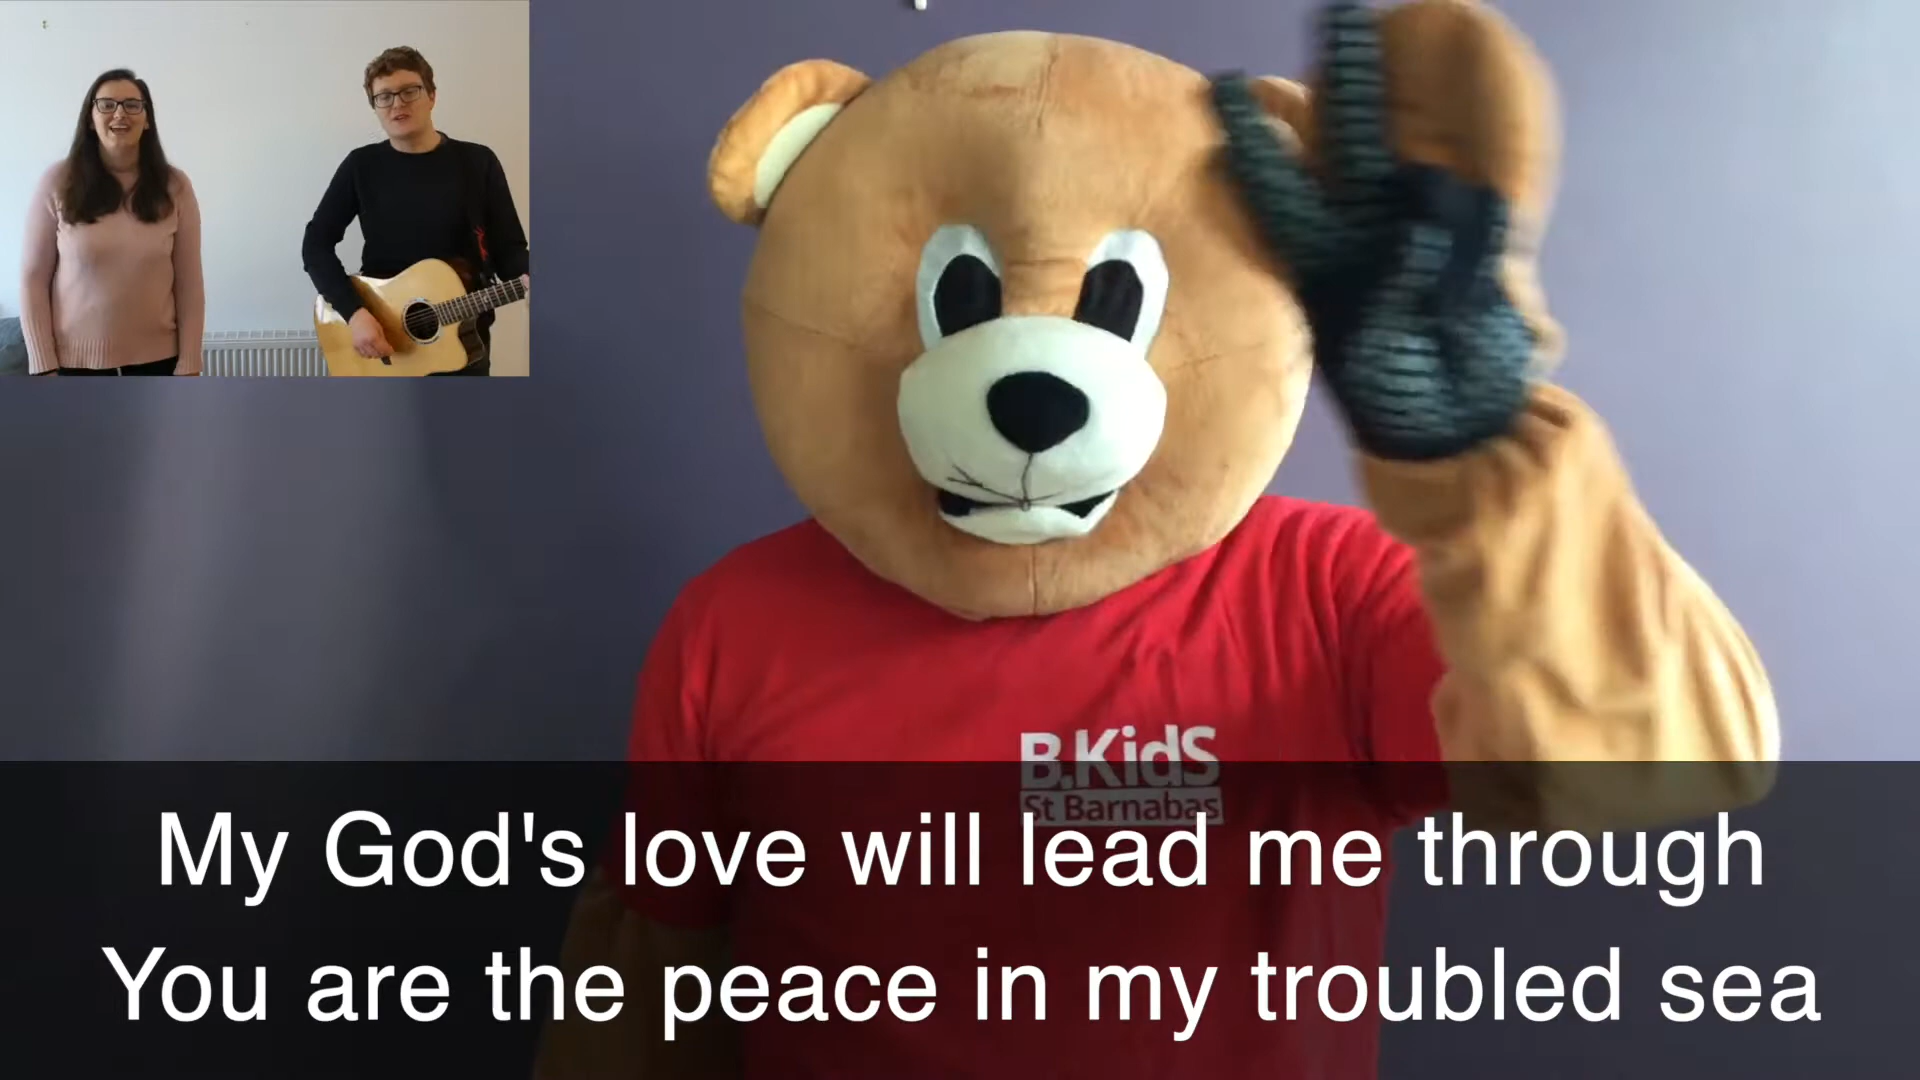 B.KidS
St Barnabas
My God's love will lead me through
You are the peace in my troubled sea